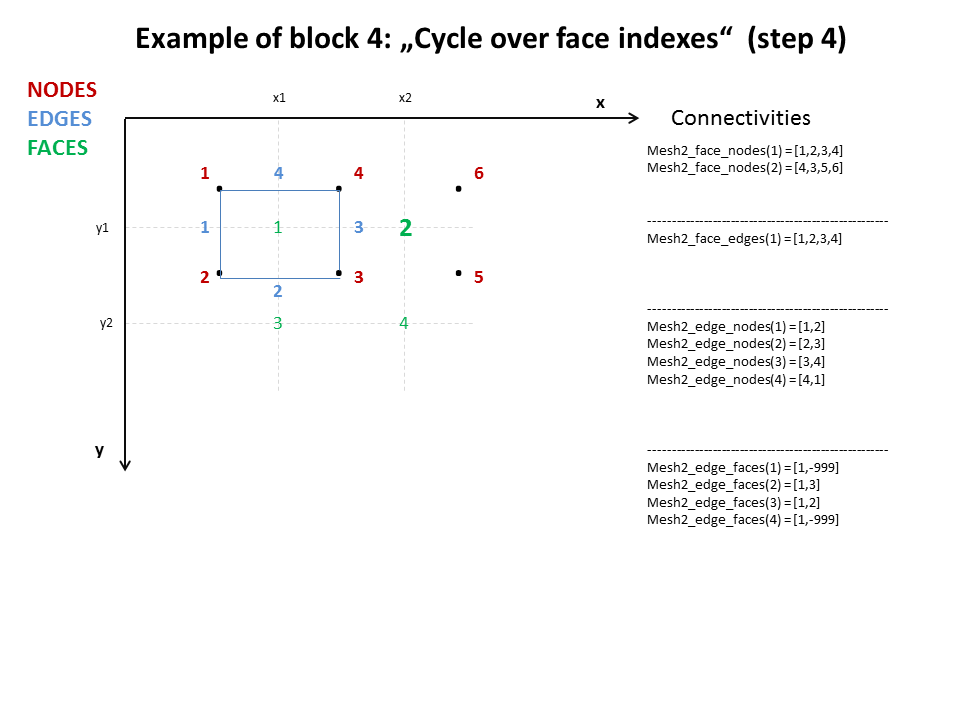 Example of block 4: „Cycle over face indexes“ (step 4)
NODES
EDGES
FACES
x1
x2
x
1
4
4
6
y1
1
1
3
2
2
3
5
2
y2
3
4
y
Connectivities
Mesh2_face_nodes(1) =[1,2,3,4]
Mesh2_face_nodes(2) =[4,3,5,6]
--------------------------------------------------
Mesh2_face_edges(1) =[1,2,3,4]
--------------------------------------------------
Mesh2_edge_nodes(1) =[1,2]
Mesh2_edge_nodes(2) =[2,3]
Mesh2_edge_nodes(3) =[3,4]
Mesh2_edge_nodes(4) =[4,1]
--------------------------------------------------
Mesh2_edge_faces(1) =[1,-999]
Mesh2_edge_faces(2) =[1,3]
Mesh2_edge_faces(3) =[1,2]
Mesh2_edge_faces(4) =[1,-999]